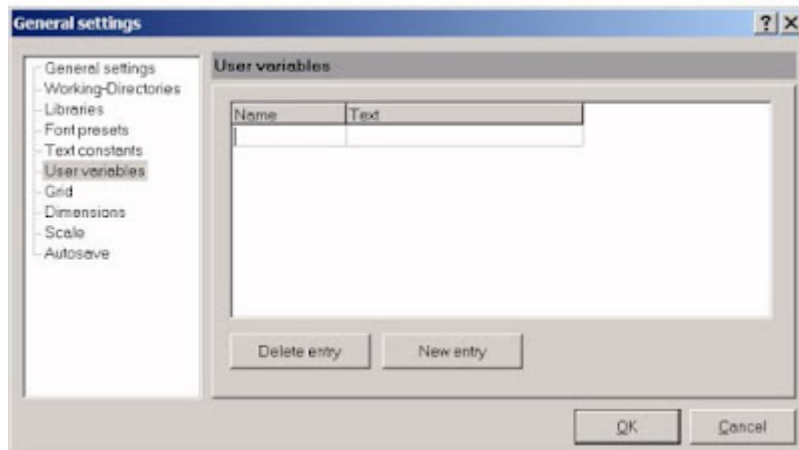 General settings
General settings
Working-Directories
Libraries
Font presets
Text constants
User variables
Grid
Dimensions
Scale
Autosave
User variables
Name Text
Delete entry New entry
OK Cancel